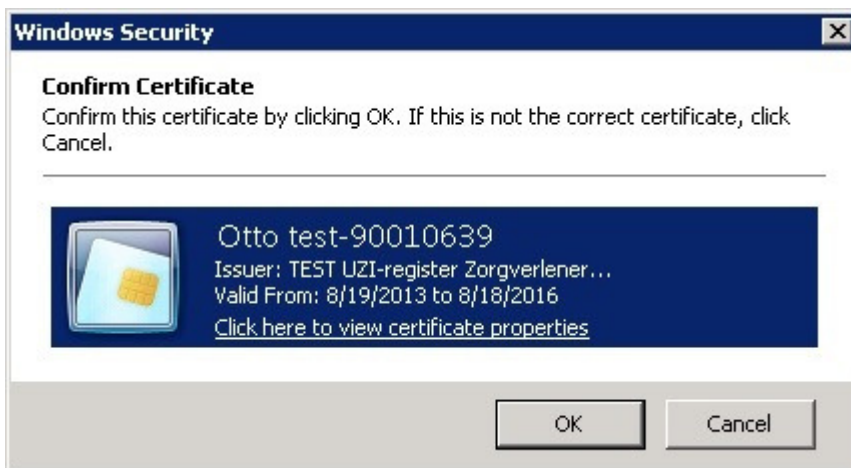 Windows Security
Confirm Certificate
Confirm this certificate by clicking OK. If this is not the correct certificate, click
Cancel.
Otto test-90010639
Issuer: TEST UZI-register Zorgverlener...
Valid From: 8/19/2013 to 8/18/2016
Click here to view certificate properties
OK Cancel